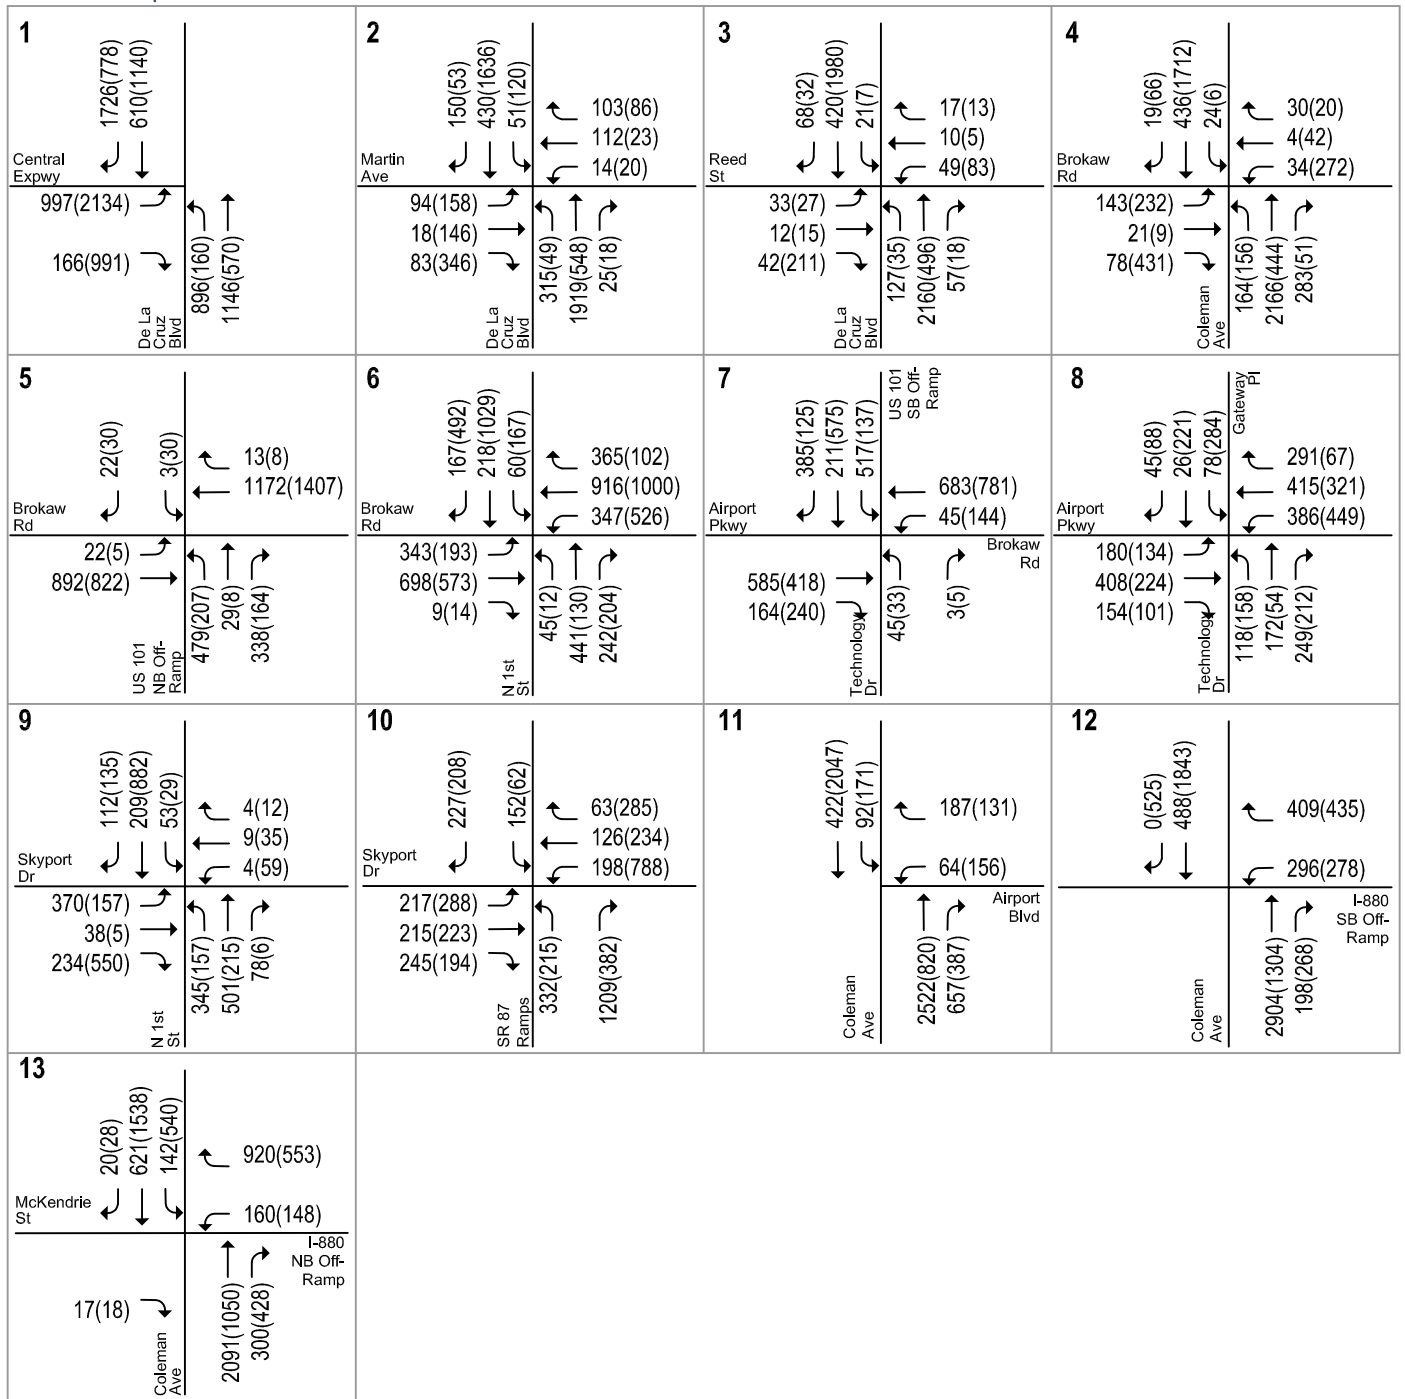 1
1726(778)
610(1140)
Central
Expwy
997(2134)
166(991)
896(160)
1146(570)
De La
Cruz
Blvd
2
150(53)
430(1636)
51(120)
103(86)
112(23)
14(20)
Martin
Ave
94(158)
18(146)
83(346)
315(49)
1919(548)
25(18)
De La
Cruz
Blvd
3
68(32)
420(1980)
21(7)
17(13)
10(5)
49(83)
Reed
St
33(27)
12(15)
42(211)
127(35)
2160(496)
57(18)
De La
Cruz
Blvd
4
19(66)
436(1712)
24(6)
30(20)
4(42)
34(272)
Brokaw
Rd
143(232)
21(9)
78(431)
164(156)
2166(444)
283(51)
Coleman
Ave
5
22(30)
3(30)
13(8)
1172(1407)
Brokaw
Rd
22(5)
892(822)
479(207)
29(8)
338(164)
US 101
NB Off-
Ramp
6
167(492)
218(1029)
60(167)
365(102)
916(1000)
347(526)
Brokaw
Rd
343(193)
698(573)
9(14)
45(12)
441(130)
242(204)
N 1st
St
7
385(125)
211(575)
517(137)
US 101
SB Off-
Ramp
683(781)
45(144)
Airport
Pkwy
Brokaw
Rd
585(418)
164(240)
45(33)
3(5)
Technology
Dr
8
45(88)
26(221)
78(284)
Gateway
Pl
291(67)
415(321)
386(449)
Airport
Pkwy
180(134)
408(224)
154(101)
118(158)
172(54)
249(212)
Technology
Dr
9
112(135)
209(882)
53(29)
4(12)
9(35)
4(59)
Skyport
Dr
370(157)
38(5)
234(550)
345(157)
501(215)
78(6)
N 1st
St
10
227(208)
152(62)
63(285)
126(234)
198(788)
Skyport
Dr
217(288)
215(223)
245(194)
332(215)
1209(382)
SR 87
Ramps
11
422(2047)
92(171)
187(131)
64(156)
Airport
Blvd
2522(820)
657(387)
Coleman
Ave
12
0(525)
488(1843)
409(435)
296(278)
I-880
SB Off-
Ramp
2904(1304)
198(268)
Coleman
Ave
13
20(28)
621(1538)
142(540)
920(553)
160(148)
McKendrie
St
I-880
NB Off-
Ramp
17(18)
2091(1050)
300(428)
Coleman
Ave